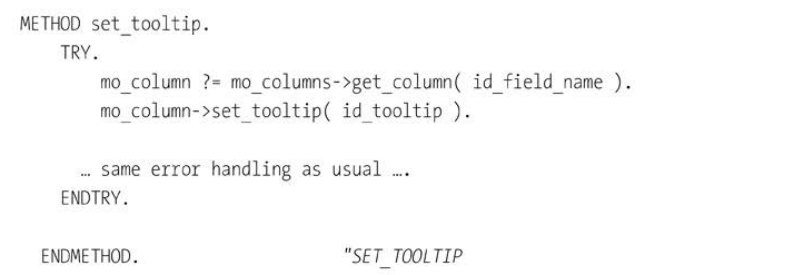 METHOD set_tooltip.
TRY.
mo_column ?= mo_columns->get_column( id_field_name ).
mo_column->set_tooltip( id_tooltip ).
… same error handling as usual ….
ENDTRY.
ENDMETHOD. "SET_TOOLTIP